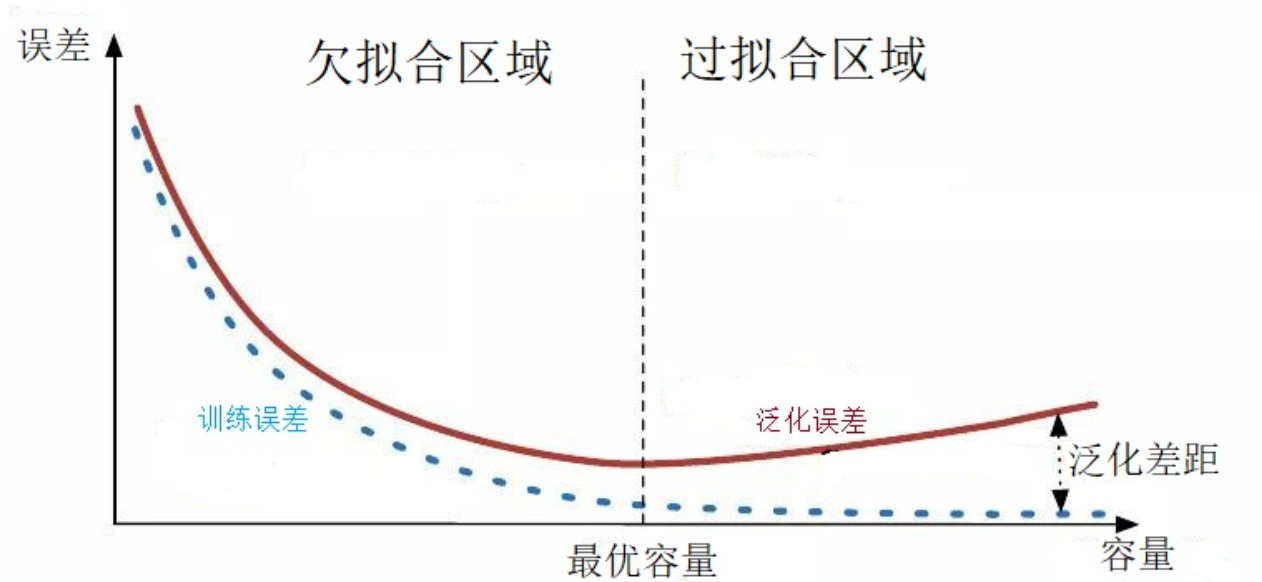 误差
欠拟合区域
过拟合区域
训练误差
泛化误差
泛化差距
最优容量
容量